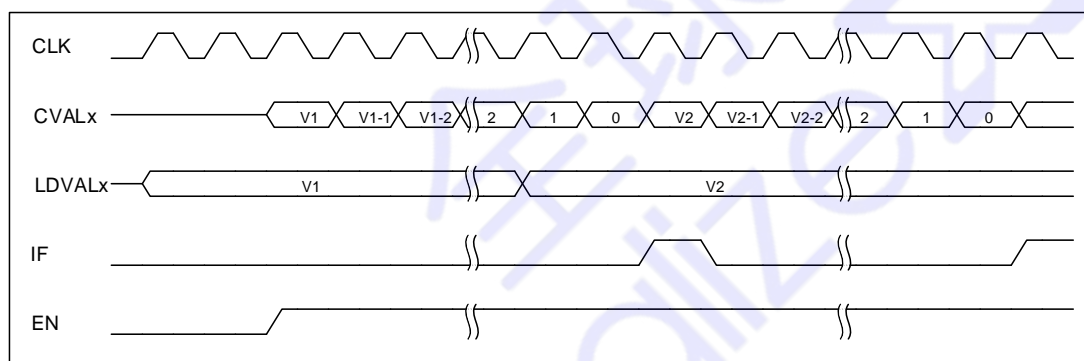 CLK
CVALx V1 V1-1 V1-2 2 1 0 V2 V2-1 V2-2 2 1 0
LDVALx V1 V2
IF
EN